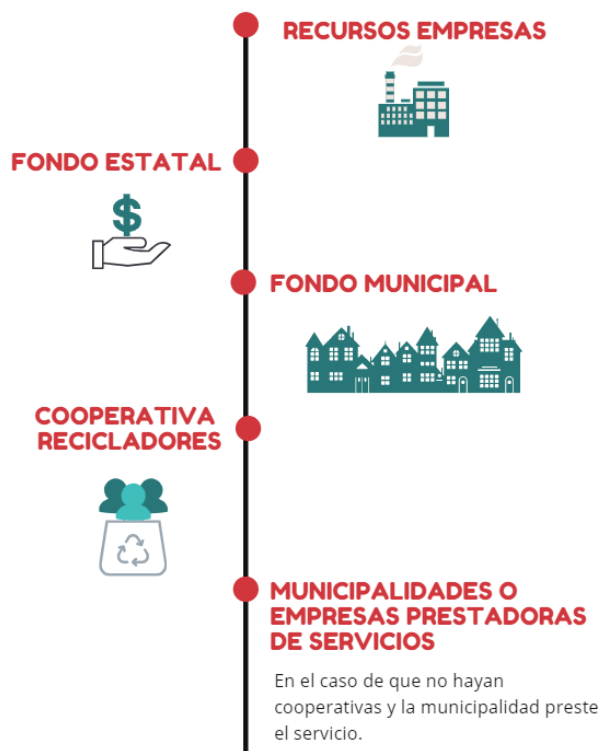 RECURSOS EMPRESAS
FONDO ESTATAL
$
FONDO MUNICIPAL
COOPERATIVA
RECICLADORES
MUNICIPALIDADES O
EMPRESAS PRESTADORAS
DE SERVICIOS
En el caso de que no hayan
cooperativas y la municipalidad preste
el servicio.